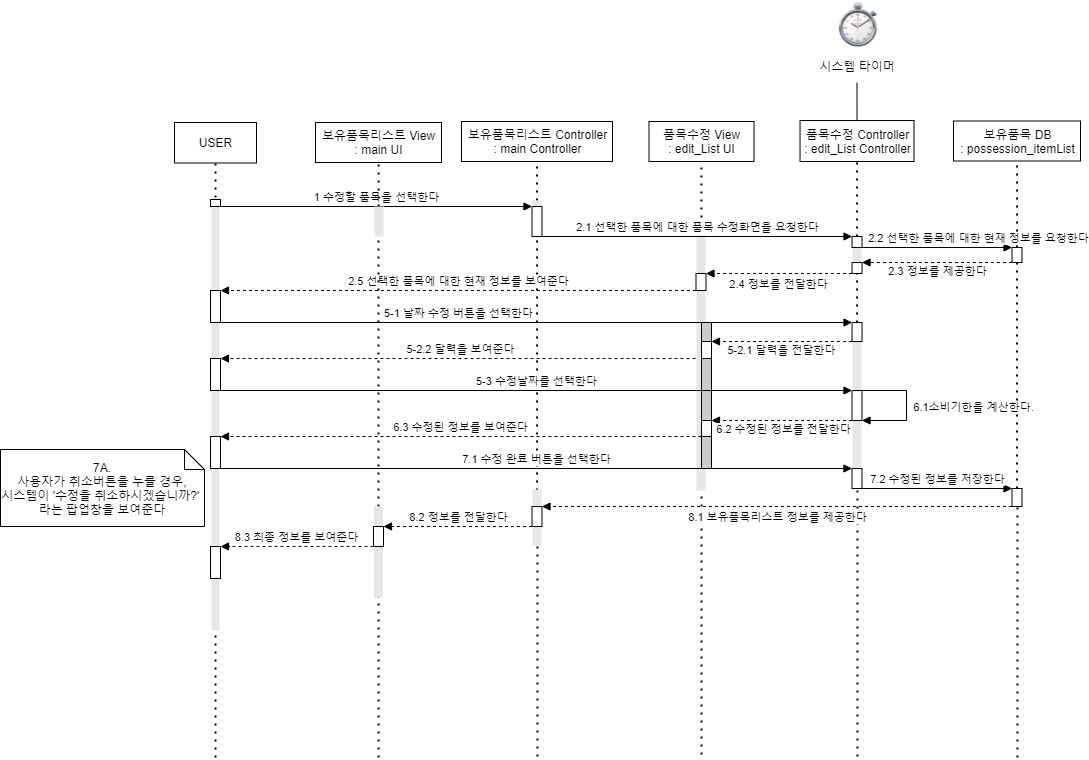 시스템 타이머
USER
보유품목리스트 View
: main UI
보유품목리스트 Controller
: main Controller
품목수정 View
: edit_List UI
품목수정 Controller
: edit_List Controller
보유품목 DB
: possession_itemList
1 수정할 품목을 선택한다
2.1 선택한 품목에 대한 품목 수정화면을 요청한다
2.2 선택한 품목에 대한 현재 정보를 요청한다
2.3 정보를 제공한다
2.4 정보를 전달한다
2.5 선택한 품목에 대한 현재 정보를 보여준다
5-1 날짜 수정 버튼을 선택한다
5-2.1 달력을 전달한다
5-2.2 달력을 보여준다
5-3 수정날짜를 선택한다
6.1소비기한을 계산한다.
6.2 수정된 정보를 전달한다
6.3 수정된 정보를 보여준다
7.1 수정 완료 버튼을 선택한다
7A.
사용자가 취소버튼을 누를 경우,
시스템이 '수정을 취소하시겠습니까?'
라는 팝업창을 보여준다
7.2 수정된 정보를 저장한다
8.1 보유품목리스트 정보를 제공한다
8.2 정보를 전달한다
8.3 최종 정보를 보여준다